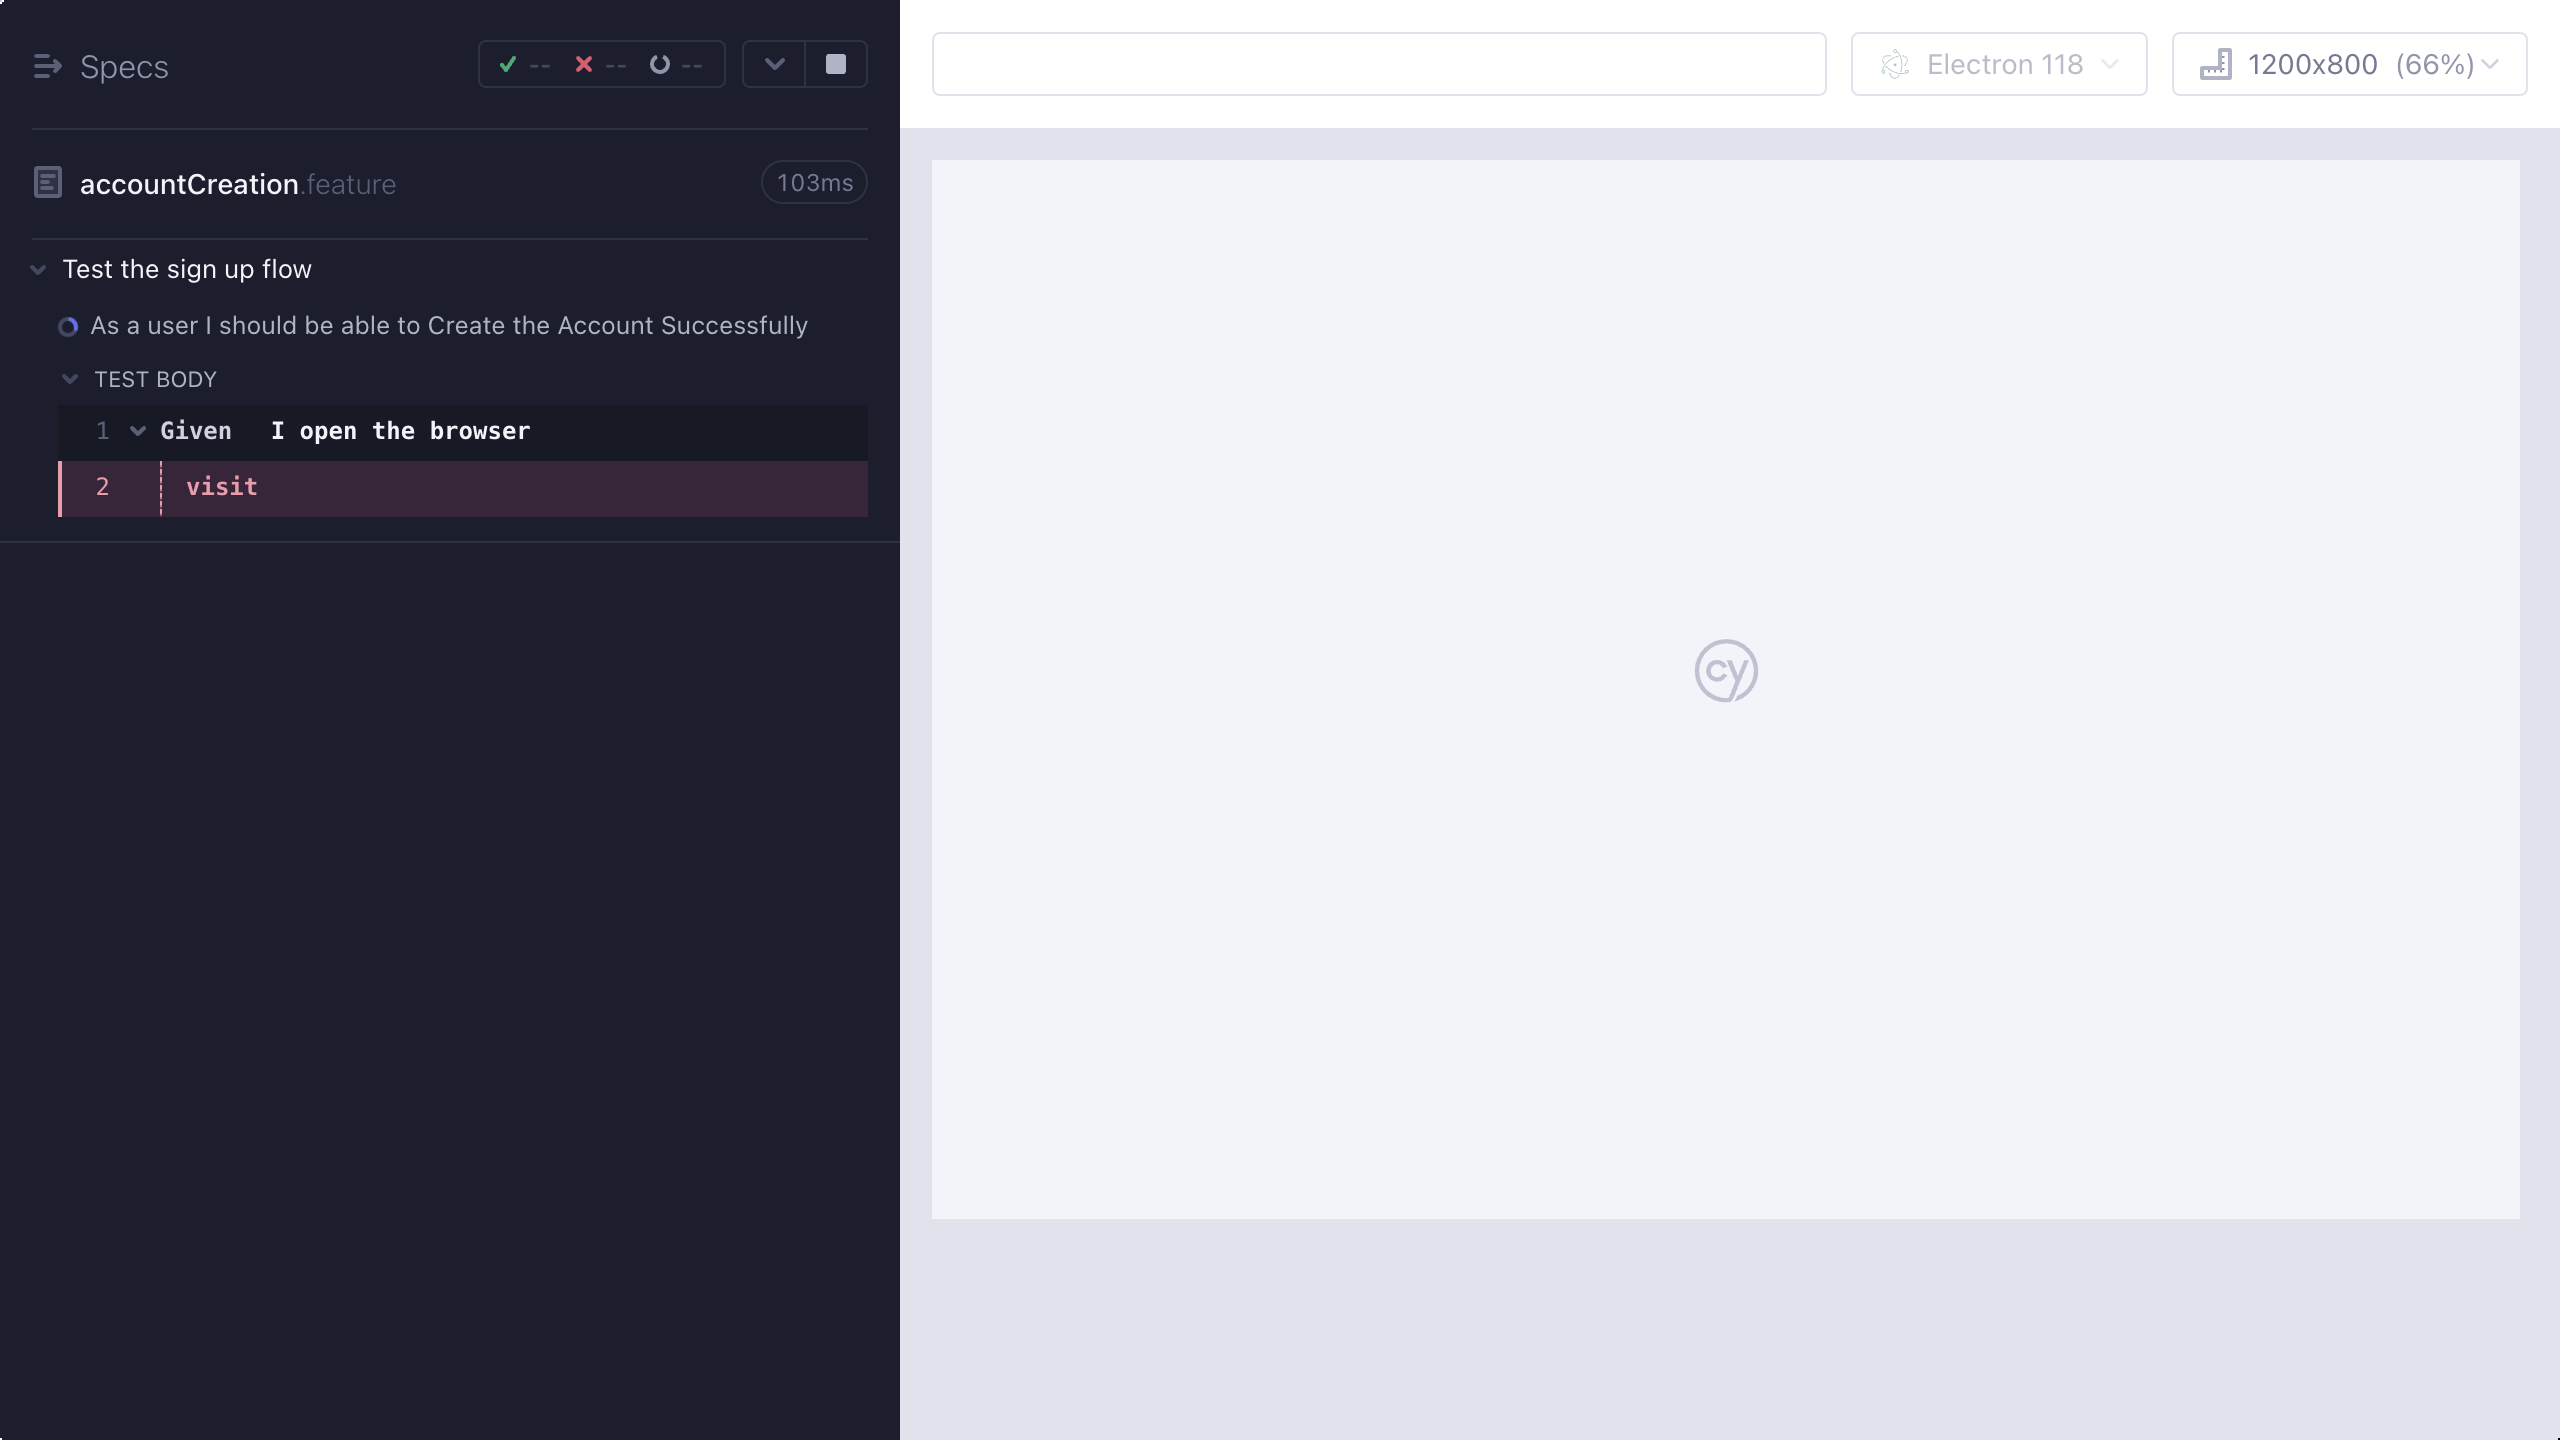 Specs
-- -- --
accountCreation.feature
103ms
Test the sign up flow
As a user I should be able to Create the Account Successfully
TEST BODY
1 Given I open the browser
2 visit
Electron 118
1200x800 (66%)
cy